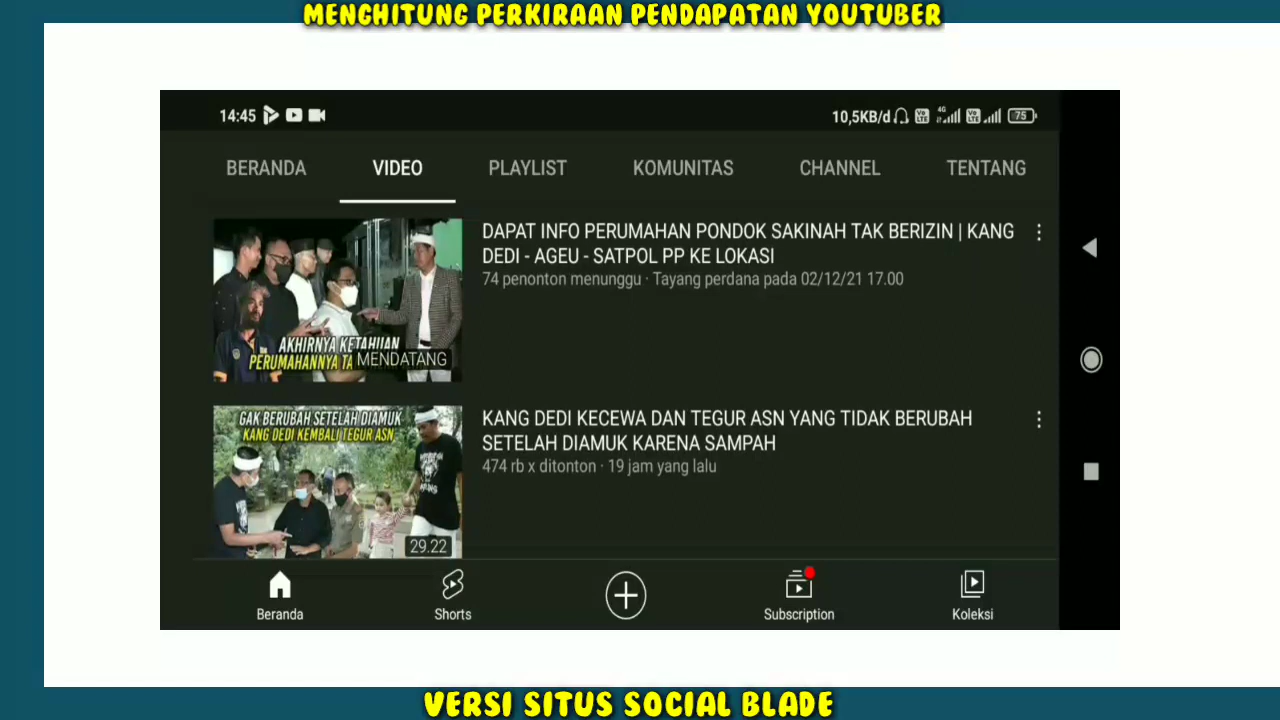 MENGHITUNG PERKIRAAN PENDAPATAN YOUTUBER
14:45
10,5KB/d
4G
75
BERANDA VIDEO PLAYLIST KOMUNITAS CHANNEL TENTANG
DAPAT INFO PERUMAHAN PONDOK SAKINAH TAK BERIZIN | KANG
DEDI - AGEU - SATPOL PP KE LOKASI
74 penonton menunggu · Tayang perdana pada 02/12/21 17.00
AKHIRNYA KETAHUAN
PERUMAHANNYA TA
MENDATANG
GAK BERUBAH SETELAH DIAMUK
KANG DEDI KEMBALI TEGUR ASN
29.22
KANG DEDI KECEWA DAN TEGUR ASN YANG TIDAK BERUBAH
SETELAH DIAMUK KARENA SAMPAH
474 rb x ditonton · 19 jam yang lalu
Beranda Shorts Subscription Koleksi
VERSI SITUS SOCIAL BLADE